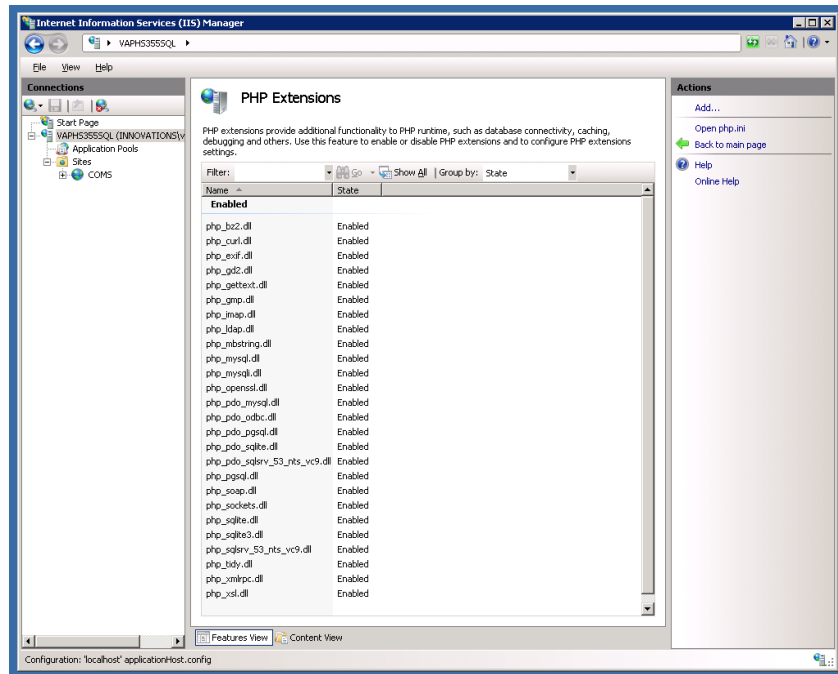 Internet Information Services (IIS) Manager
VAPHS355SQL
File View Help
Connections
Start Page
VAPHS355SQL (INNOVATIONS\v
Application Pools
Sites
COMS
PHP Extensions
PHP extensions provide additional functionality to PHP runtime, such as database connectivity, caching,
debugging and others. Use this feature to enable or disable PHP extensions and to configure PHP extensions
settings.
Filter: Go Show All Group by: State
Name State
Enabled
php_bz2.dll Enabled
php_curl.dll Enabled
php_exif.dll Enabled
php_gd2.dll Enabled
php_gettext.dll Enabled
php_gmp.dll Enabled
php_imap.dll Enabled
php_ldap.dll Enabled
php_mbstring.dll Enabled
php_mysql.dll Enabled
php_mysqli.dll Enabled
php_openssl.dll Enabled
php_pdo_mysql.dll Enabled
php_pdo_odbc.dll Enabled
php_pdo_pgsql.dll Enabled
php_pdo_sqlite.dll Enabled
php_pdo_sqlsrv_53_nts_vc9.dll Enabled
php_pgsql.dll Enabled
php_soap.dll Enabled
php_sockets.dll Enabled
php_sqlite.dll Enabled
php_sqlite3.dll Enabled
php_sqlsrv_53_nts_vc9.dll Enabled
php_tidy.dll Enabled
php_xmlrpc.dll Enabled
php_xsl.dll Enabled
Features View Content View
Actions
Add...
Open php.ini
Back to main page
Help
Online Help
Configuration: 'localhost' applicationHost.config